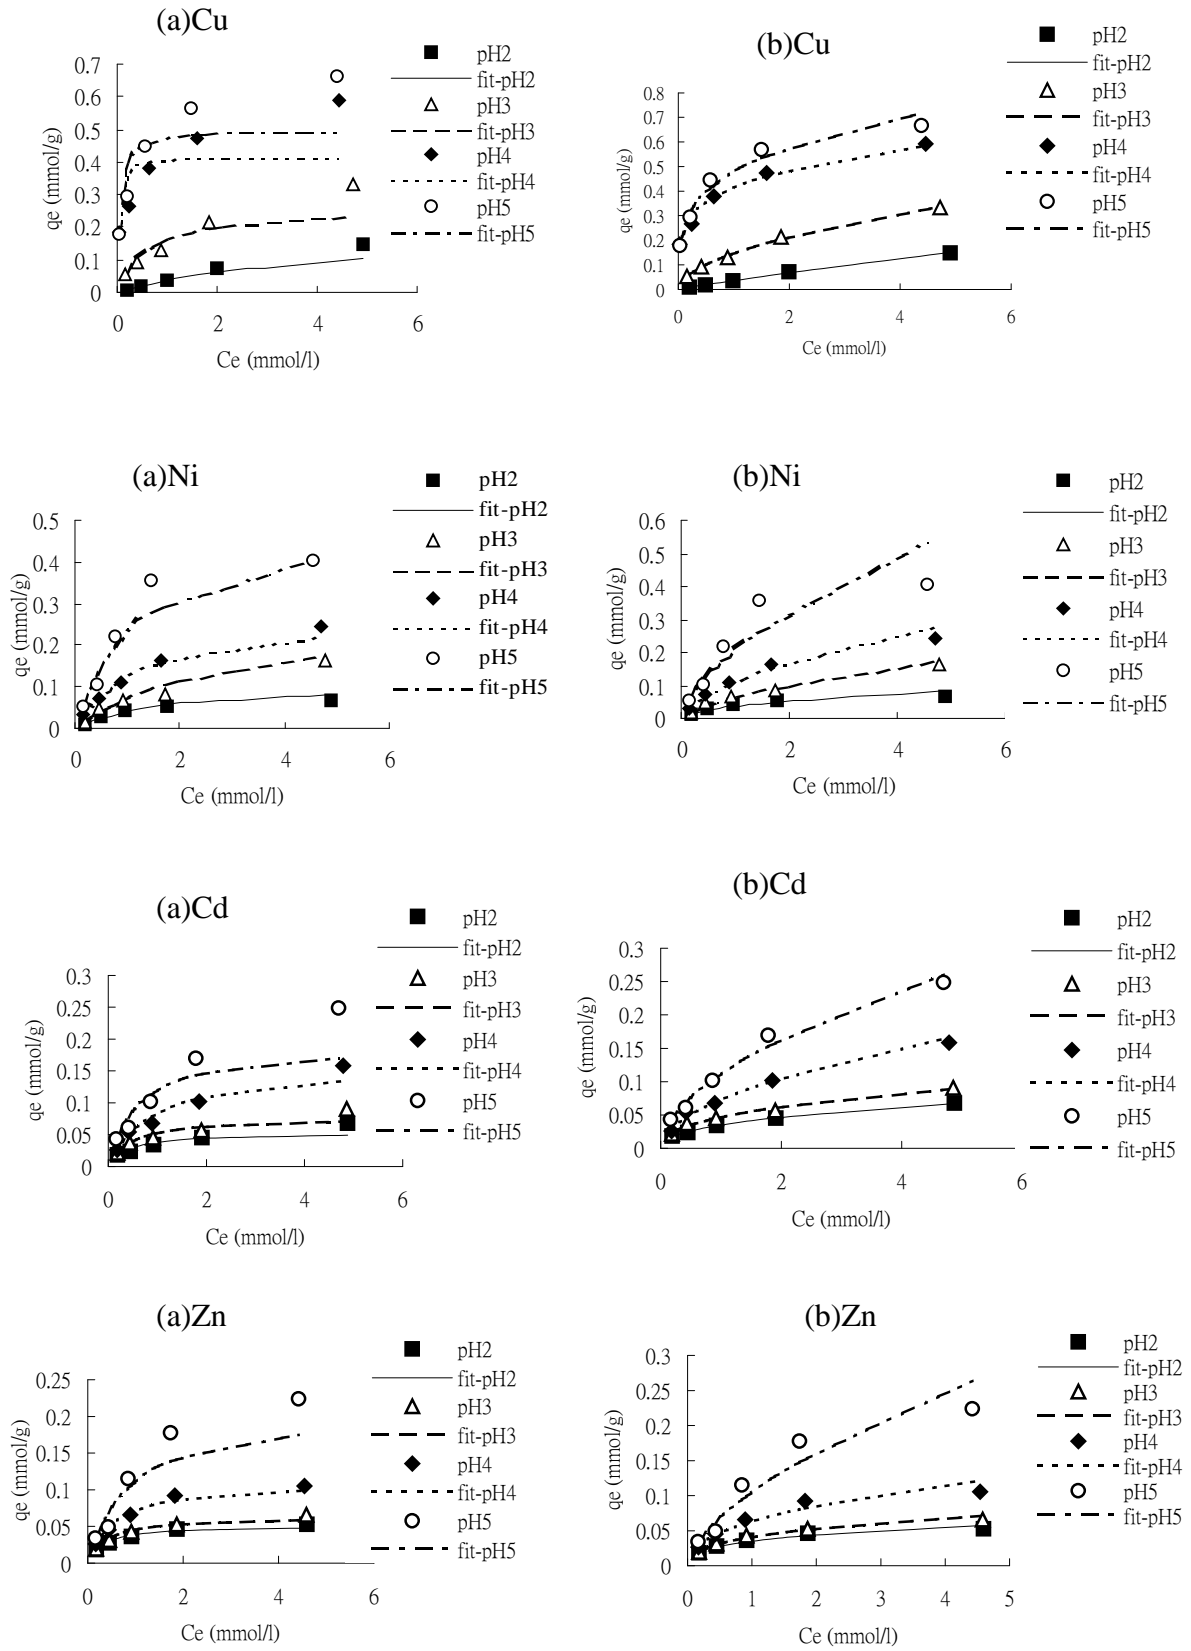 (a)Cu
pH2
fit-pH2
pH3
fit-pH3
pH4
fit-pH4
pH5
fit-pH5
qe (mmol/g)
0.7
0.6
0.5
0.4
0.3
0.2
0.1
0
0
2
4
6
Ce (mmol/l)
(b)Cu
pH2
fit-pH2
pH3
fit-pH3
pH4
fit-pH4
pH5
fit-pH5
qe (mmol/g)
0.8
0.7
0.6
0.5
0.4
0.3
0.2
0.1
0
0
2
4
6
Ce (mmol/l)
(a)Ni
pH2
fit-pH2
pH3
fit-pH3
pH4
fit-pH4
pH5
fit-pH5
qe (mmol/g)
0.5
0.4
0.3
0.2
0.1
0
0
2
4
6
Ce (mmol/l)
(b)Ni
pH2
fit-pH2
pH3
fit-pH3
pH4
fit-pH4
pH5
fit-pH5
qe (mmol/g)
0.6
0.5
0.4
0.3
0.2
0.1
0
0
2
4
6
Ce (mmol/l)
(a)Cd
pH2
fit-pH2
pH3
fit-pH3
pH4
fit-pH4
pH5
fit-pH5
qe (mmol/g)
0.3
0.25
0.2
0.15
0.1
0.05
0
0
2
4
6
Ce (mmol/l)
(b)Cd
pH2
fit-pH2
pH3
fit-pH3
pH4
fit-pH4
pH5
fit-pH5
qe (mmol/g)
0.3
0.25
0.2
0.15
0.1
0.05
0
0
2
4
6
Ce (mmol/l)
(a)Zn
pH2
fit-pH2
pH3
fit-pH3
pH4
fit-pH4
pH5
fit-pH5
qe (mmol/g)
0.25
0.2
0.15
0.1
0.05
0
0
2
4
6
Ce (mmol/l)
(b)Zn
pH2
fit-pH2
pH3
fit-pH3
pH4
fit-pH4
pH5
fit-pH5
qe (mmol/g)
0.3
0.25
0.2
0.15
0.1
0.05
0
0
1
2
3
4
5
Ce (mmol/l)